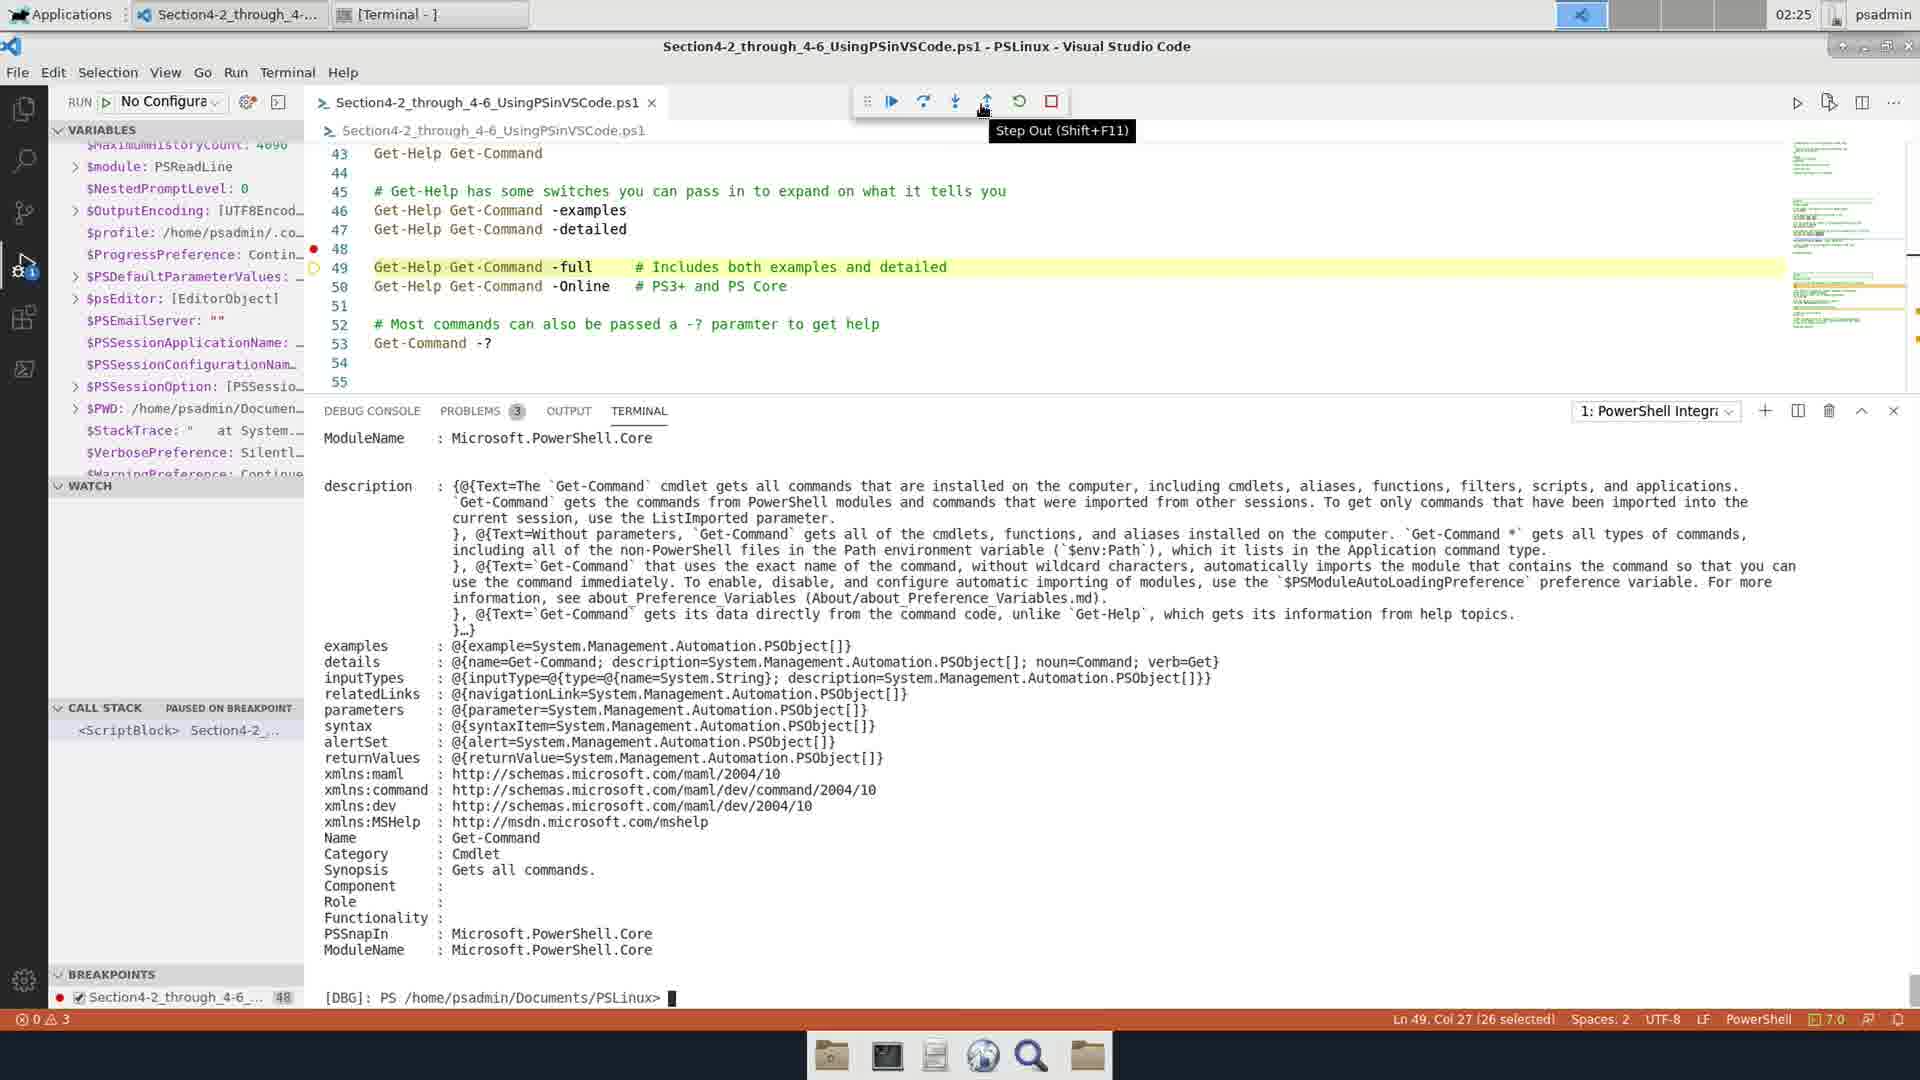 Applications
Section4-2_through_4-...
[Terminal - ]
02:25
psadmin
Section4-2_through_4-6_UsingPSinVSCode.ps1 - PSLinux - Visual Studio Code
File Edit Selection View Go Run Terminal Help
RUN No Configura
Section4-2_through_4-6_UsingPSinVSCode.ps1
Step Out (Shift+F11)
VARIABLES
Section4-2_through_4-6_UsingPSinVSCode.ps1
$MaximumHistoryCount: 4096
$module: PSReadLine
$NestedPromptLevel: 0
$OutputEncoding: [UTF8Encod...
$profile: /home/psadmin/.co...
$ProgressPreference: Contin...
$PSDefaultParameterValues: ...
$psEditor: [EditorObject]
$PSEmailServer: ""
$PSSessionApplicationName: ...
$PSSessionConfigurationNam...
$PSSessionOption: [PSSessio...
$PWD: /home/psadmin/Documen...
$StackTrace: "   at System....
$VerbosePreference: Silentl...
$WarningPreference: Continue
WATCH
CALL STACK PAUSED ON BREAKPOINT
<ScriptBlock> Section4-2_...
BREAKPOINTS
Section4-2_through_4-6_... 48
1
43 Get-Help Get-Command
44
45 # Get-Help has some switches you can pass in to expand on what it tells you
46 Get-Help Get-Command -examples
47 Get-Help Get-Command -detailed
48
49 Get-Help Get-Command -full     # Includes both examples and detailed
50 Get-Help Get-Command -Online   # PS3+ and PS Core
51
52 # Most commands can also be passed a -? paramter to get help
53 Get-Command -?
54
55
DEBUG CONSOLE PROBLEMS 3 OUTPUT TERMINAL 1: PowerShell Integra
ModuleName    : Microsoft.PowerShell.Core
description   : {@{Text=The `Get-Command` cmdlet gets all commands that are installed on the computer, including cmdlets, aliases, functions, filters, scripts, and applications.
`Get-Command` gets the commands from PowerShell modules and commands that were imported from other sessions. To get only commands that have been imported into the
current session, use the ListImported parameter.
}, @{Text=Without parameters, `Get-Command` gets all of the cmdlets, functions, and aliases installed on the computer. `Get-Command *` gets all types of commands,
including all of the non-PowerShell files in the Path environment variable (`$env:Path`), which it lists in the Application command type.
}, @{Text=`Get-Command` that uses the exact name of the command, without wildcard characters, automatically imports the module that contains the command so that you can
use the command immediately. To enable, disable, and configure automatic importing of modules, use the `$PSModuleAutoLoadingPreference` preference variable. For more
information, see about_Preference_Variables (About/about_Preference_Variables.md).
}, @{Text=`Get-Command` gets its data directly from the command code, unlike `Get-Help`, which gets its information from help topics.
}…}
examples      : @{example=System.Management.Automation.PSObject[]}
details       : @{name=Get-Command; description=System.Management.Automation.PSObject[]; noun=Command; verb=Get}
inputTypes    : @{inputType=@{type=@{name=System.String}; description=System.Management.Automation.PSObject[]}}
relatedLinks  : @{navigationLink=System.Management.Automation.PSObject[]}
parameters    : @{parameter=System.Management.Automation.PSObject[]}
syntax        : @{syntaxItem=System.Management.Automation.PSObject[]}
alertSet      : @{alert=System.Management.Automation.PSObject[]}
returnValues  : @{returnValue=System.Management.Automation.PSObject[]}
xmlns:maml    : http://schemas.microsoft.com/maml/2004/10
xmlns:command : http://schemas.microsoft.com/maml/dev/command/2004/10
xmlns:dev     : http://schemas.microsoft.com/maml/dev/2004/10
xmlns:MSHelp  : http://msdn.microsoft.com/mshelp
Name          : Get-Command
Category      : Cmdlet
Synopsis      : Gets all commands.
Component     :
Role          :
Functionality :
PSSnapIn      : Microsoft.PowerShell.Core
ModuleName    : Microsoft.PowerShell.Core
[DBG]: PS /home/psadmin/Documents/PSLinux>
0 3 Ln 49, Col 27 (26 selected) Spaces: 2 UTF-8 LF PowerShell 7.0